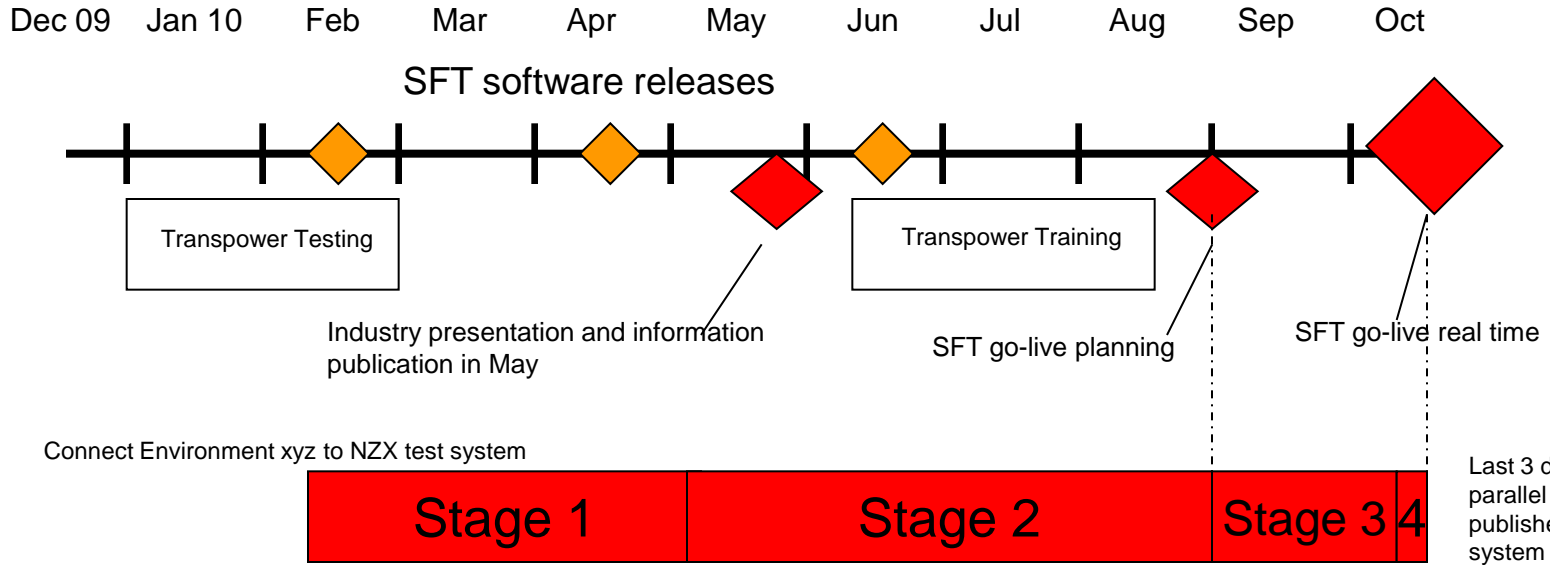 Dec 09 Jan 10 Feb Mar Apr May Jun Jul Aug Sep Oct
SFT software releases
Transpower Testing
Transpower Training
Industry presentation and information
publication in May
SFT go-live planning
SFT go-live real time
Connect Environment xyz to NZX test system
Stage 1
Stage 2
Stage 3
4
Last 3
parallel
system